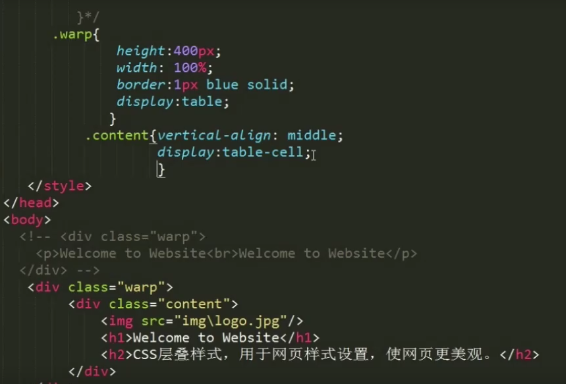 }*/
.warp{
height:400px;
width: 100%;
border:1px blue solid;
display:table;
}
.content{vertical-align: middle;
display:table-cell;
}
</style>
</head>
<body>
<!-- <div class="warp">
<p>Welcome to Website<br>Welcome to Website</p>
</div> -->
<div class="warp">
<div class="content">
<img src="img\logo.jpg"/>
<h1>Welcome to Website</h1>
<h2>CSS层叠样式，用于网页样式设置，使网页更美观。</h2>
</div>